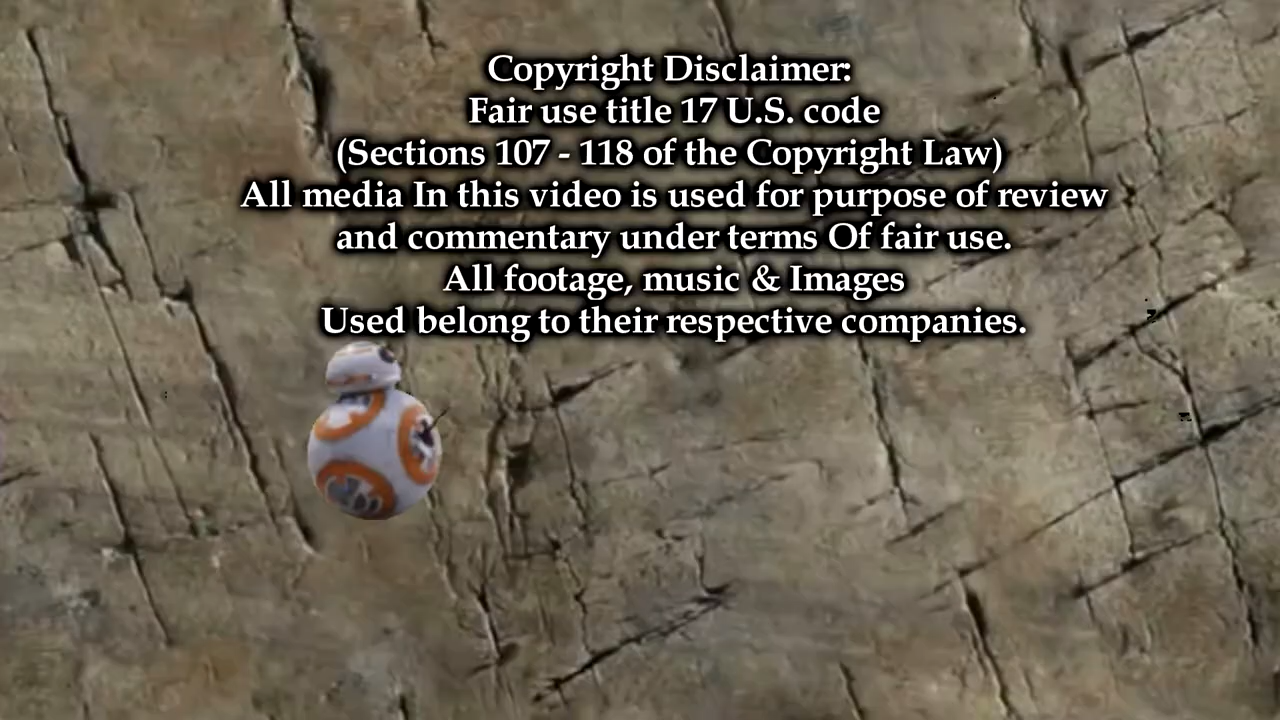 Copyright Disclaimer:
Fair use title 17 U.S. code
(Sections 107 - 118 of the Copyright Law)
All media In this video is used for purpose of review
and commentary under terms Of fair use.
All footage, music & Images
Used belong to their respective companies.